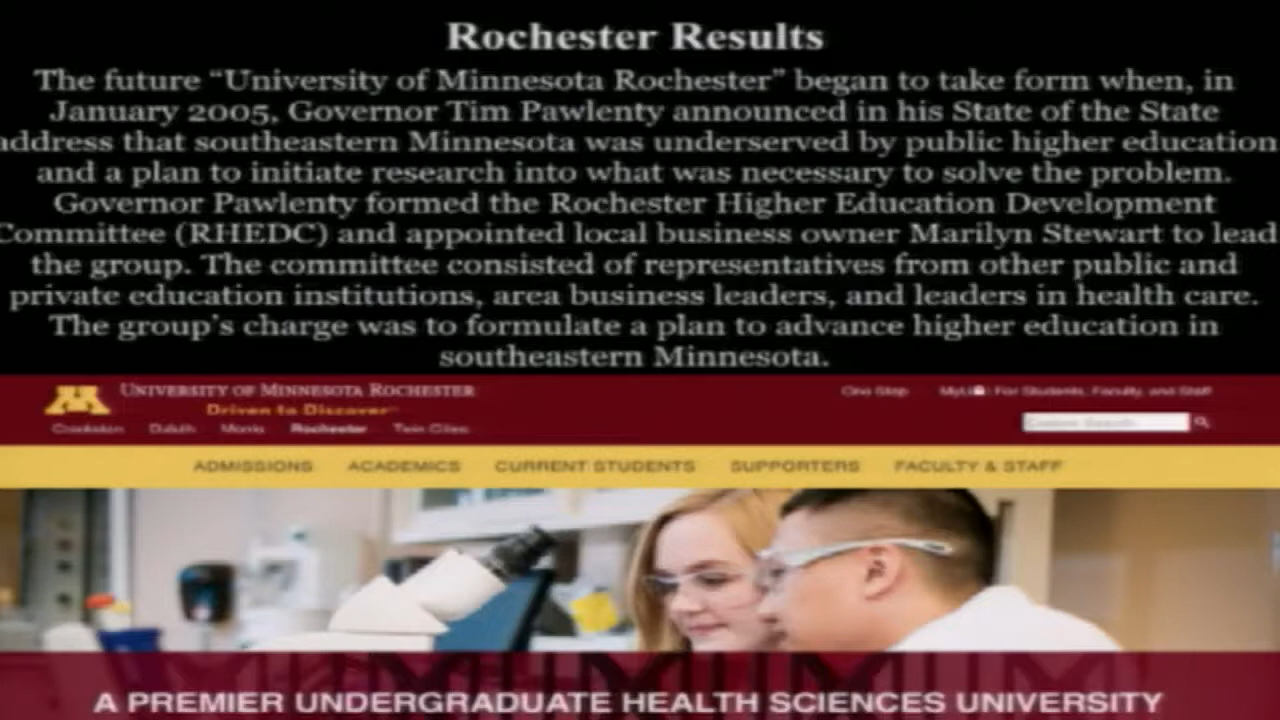 Rochester Results
The future “University of Minnesota Rochester” began to take form when, in
January 2005, Governor Tim Pawlenty announced in his State of the State
address that southeastern Minnesota was underserved by public higher education
and a plan to initiate research into what was necessary to solve the problem.
Governor Pawlenty formed the Rochester Higher Education Development
Committee (RHEDC) and appointed local business owner Marilyn Stewart to lead
the group. The committee consisted of representatives from other public and
private education institutions, area business leaders, and leaders in health care.
The group’s charge was to formulate a plan to advance higher education in
southeastern Minnesota.
UNIVERSITY OF MINNESOTA ROCHESTER
Driven to Discover
One Stop MyU: For Students, Faculty, and Staff
Crookston Duluth Morris Rochester Twin Cities
ADMISSIONS ACADEMICS CURRENT STUDENTS SUPPORTERS FACULTY & STAFF
A PREMIER UNDERGRADUATE HEALTH SCIENCES UNIVERSITY